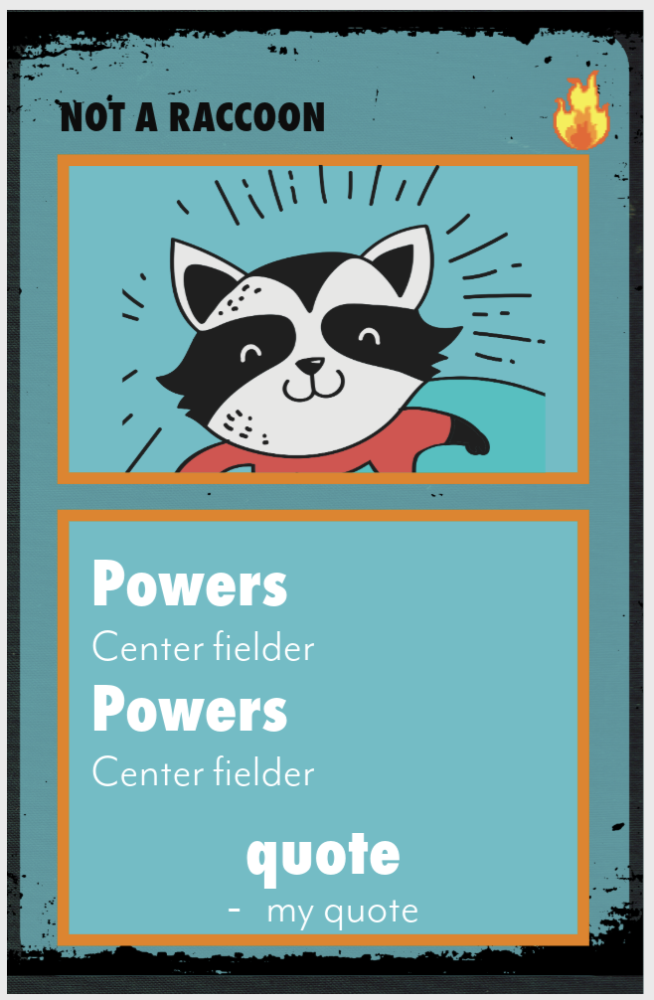 NOT A RACCOON
Powers
Center fielder
Powers
Center fielder
quote
- my quote